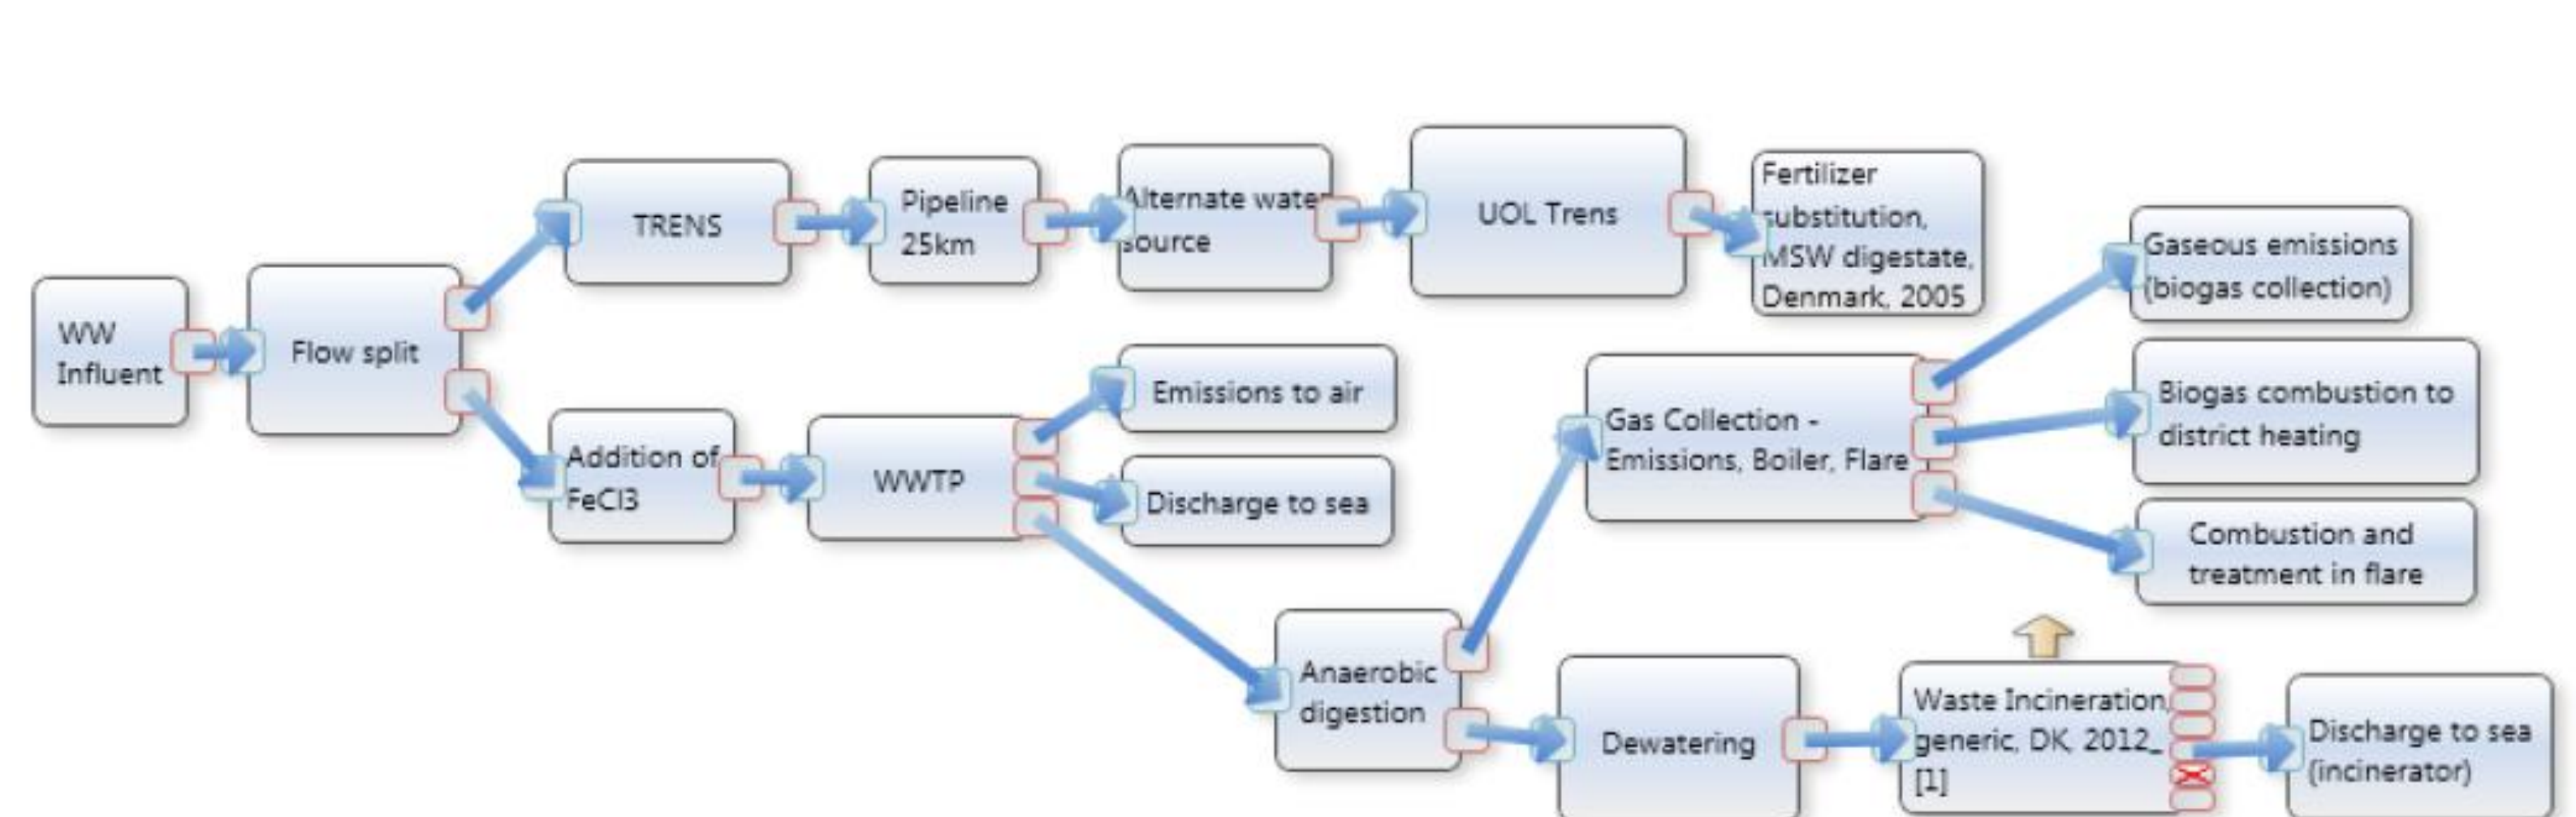 WW
Influent
Flow split
TRENS
Pipeline
25km
Alternate water
source
UOL Trens
Fertilizer
substitution,
MSW digestate,
Denmark, 2005
Addition of
FeCl3
WWTP
Emissions to air
Discharge to sea
Anaerobic
digestion
Gas Collection -
Emissions, Boiler, Flare
Gaseous emissions
(biogas collection)
Biogas combustion to
district heating
Combustion and
treatment in flare
Dewatering
Waste Incineration,
generic, DK, 2012_
[1]
Discharge to sea
(incinerator)